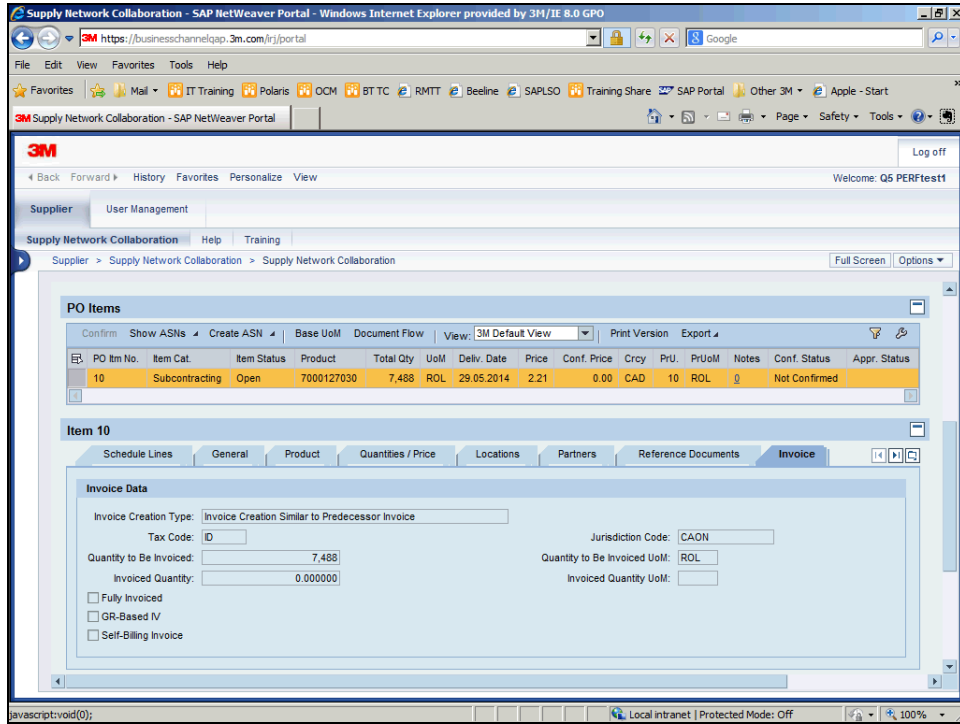 Supply Network Collaboration - SAP NetWeaver Portal - Windows Internet Explorer provided by 3M/IE 8.0 GPO
3M https://businesschannelqap.3m.com/irj/portal Google
File Edit View Favorites Tools Help
Favorites Mail IT Training Polaris OCM BT TC RMTT Beeline SAPLSO Training Share SAP Portal Other 3M Apple - Start
3M Supply Network Collaboration - SAP NetWeaver Portal Page Safety Tools
3M Log off
Back Forward History Favorites Personalize View Welcome: Q5 PERFtest1
Supplier User Management
Supply Network Collaboration Help Training
Supplier > Supply Network Collaboration > Supply Network Collaboration Full Screen Options
PO Items
Confirm Show ASNs Create ASN Base UoM Document Flow View: 3M Default View Print Version Export
PO Itm No. Item Cat. Item Status Product Total Qty UoM Deliv. Date Price Conf. Price Crcy PrU. PrUoM Notes Conf. Status Appr. Status
10 Subcontracting Open 7000127030 7,488 ROL 29.05.2014 2.21 0.00 CAD 10 ROL 0 Not Confirmed
Item 10
Schedule Lines General Product Quantities / Price Locations Partners Reference Documents Invoice
Invoice Data
Invoice Creation Type: Invoice Creation Similar to Predecessor Invoice
Tax Code: ID Jurisdiction Code: CAON
Quantity to Be Invoiced: 7,488 Quantity to Be Invoiced UoM: ROL
Invoiced Quantity: 0.000000 Invoiced Quantity UoM:
Fully Invoiced
GR-Based IV
Self-Billing Invoice
javascript:void(0); Local intranet | Protected Mode: Off 100%